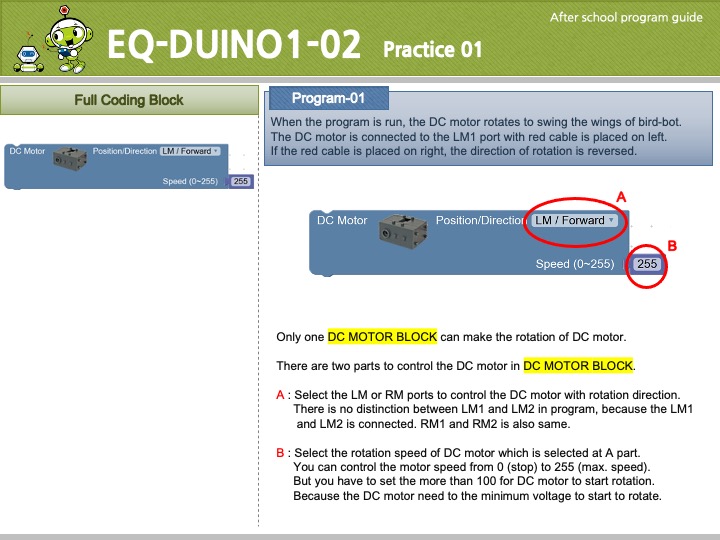 After school program guide
EQ-DUINO1-02 Practice 01
Full Coding Block
DC Motor Position/Direction LM / Forward
Speed (0~255) 255
Program-01
When the program is run, the DC motor rotates to swing the wings of bird-bot.
The DC motor is connected to the LM1 port with red cable is placed on left.
If the red cable is placed on right, the direction of rotation is reversed.
A
DC Motor Position/Direction LM / Forward
B
Speed (0~255) 255
Only one DC MOTOR BLOCK can make the rotation of DC motor.
There are two parts to control the DC motor in DC MOTOR BLOCK.
A : Select the LM or RM ports to control the DC motor with rotation direction.
There is no distinction between LM1 and LM2 in program, because the LM1
and LM2 is connected. RM1 and RM2 is also same.
B : Select the rotation speed of DC motor which is selected at A part.
You can control the motor speed from 0 (stop) to 255 (max. speed).
But you have to set the more than 100 for DC motor to start rotation.
Because the DC motor need to the minimum voltage to start to rotate.